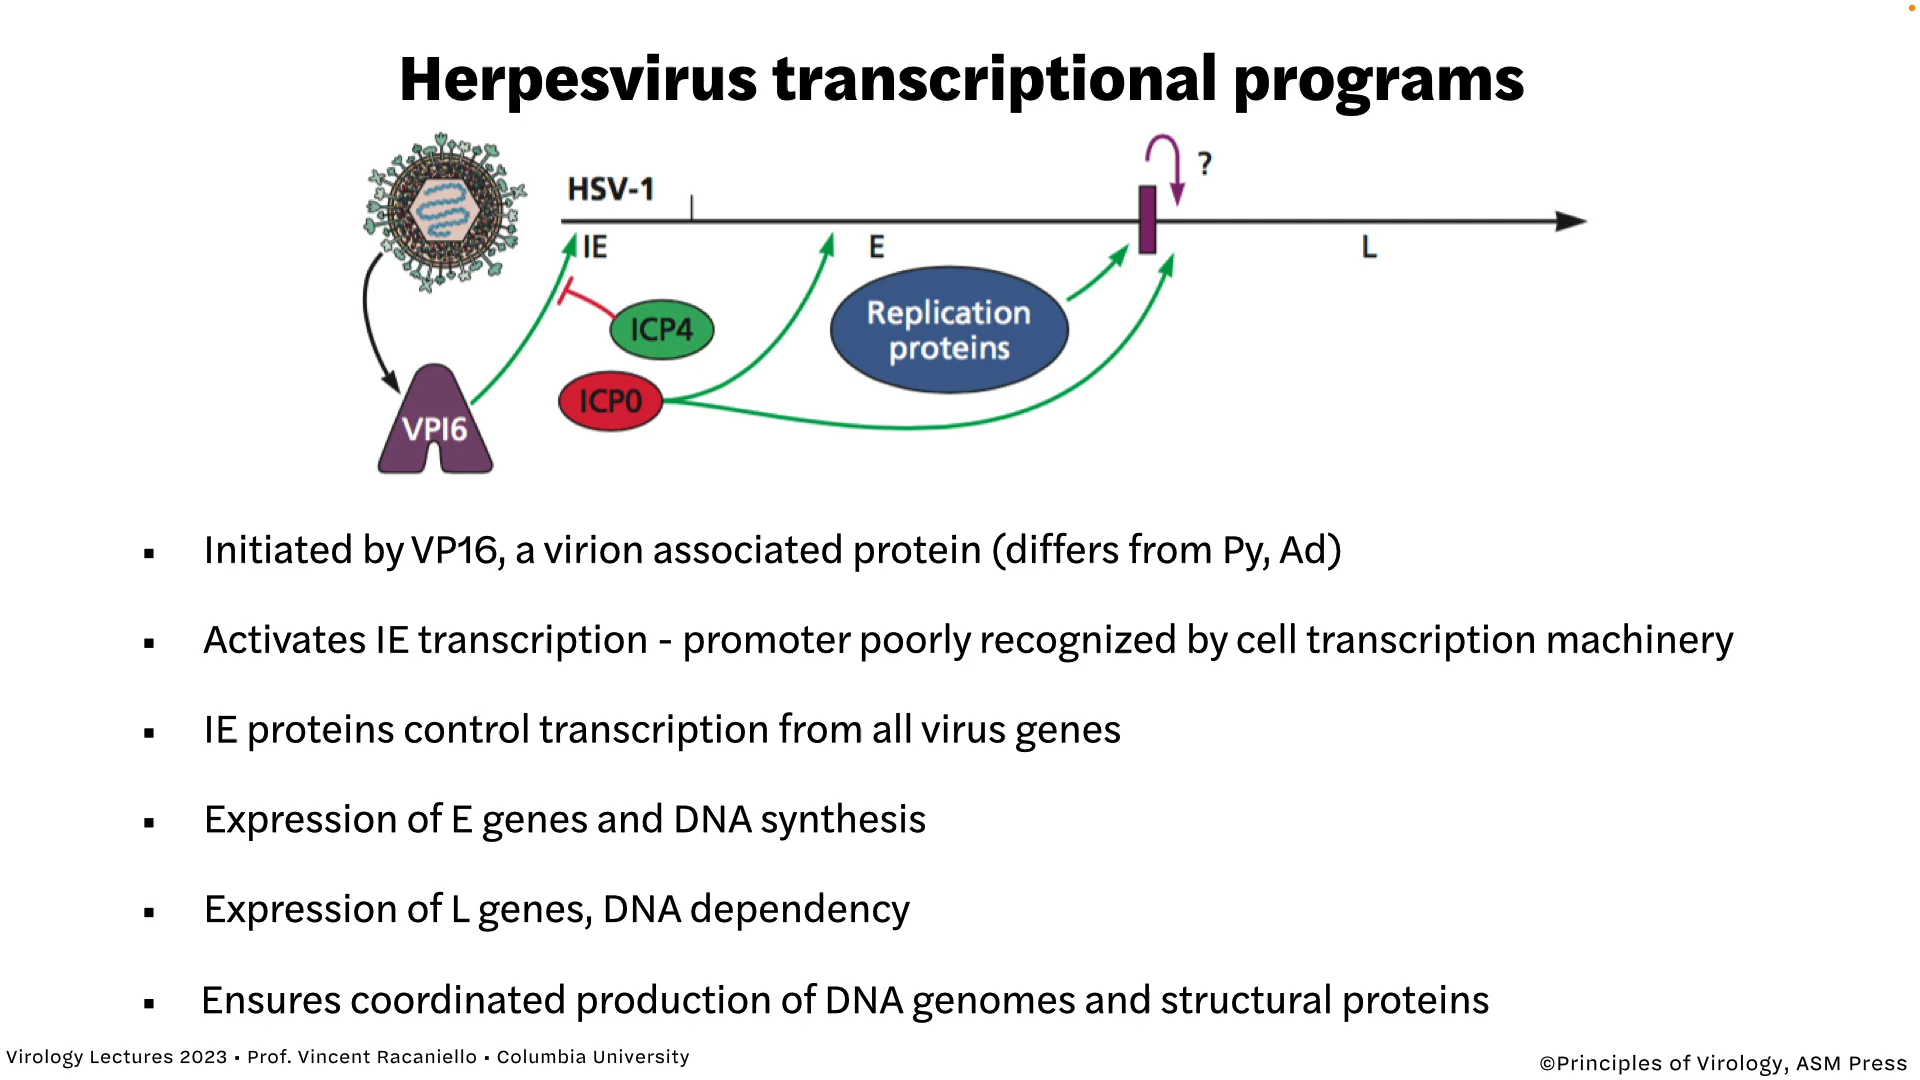 Herpesvirus transcriptional programs
HSV-1
?
IE
E
L
ICP4
Replication
proteins
ICP0
VPI6
▪ Initiated by VP16, a virion associated protein (differs from Py, Ad)
▪ Activates IE transcription - promoter poorly recognized by cell transcription machinery
▪ IE proteins control transcription from all virus genes
▪ Expression of E genes and DNA synthesis
▪ Expression of L genes, DNA dependency
▪ Ensures coordinated production of DNA genomes and structural proteins
Virology Lectures 2023 • Prof. Vincent Racaniello • Columbia University
©Principles of Virology, ASM Press